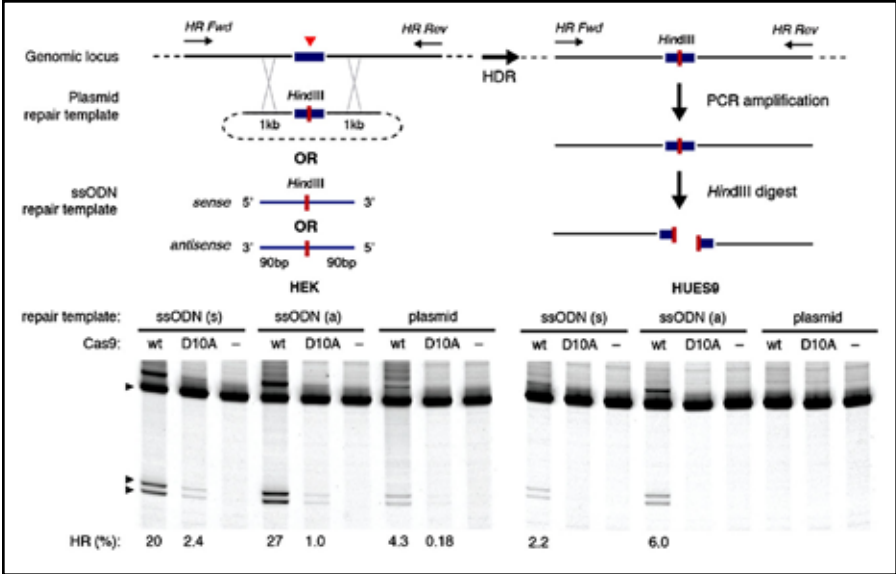 HR Fwd HR Rev HR Fwd HR Rev
Genomic locus HindIII
HDR
Plasmid repair template HindIII PCR amplification
1kb 1kb
OR
ssODN repair template HindIII HindIII digest
sense 5' 3'
OR
antisense 3' 5'
90bp 90bp
HEK HUES9
repair template: ssODN (s) ssODN (a) plasmid ssODN (s) ssODN (a) plasmid
Cas9: wt D10A – wt D10A – wt D10A – wt D10A – wt D10A – wt D10A –
HR (%): 20 2.4 27 1.0 4.3 0.18 2.2 6.0